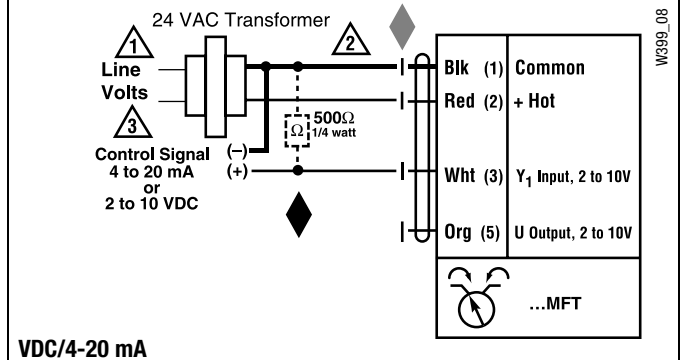 24 VAC Transformer
1
2
W399_08
Line
Volts
Blk (1) Common
Red (2) + Hot
3
500Ω
Ω 1/4 watt
Control Signal
4 to 20 mA
or
2 to 10 VDC
(–)
(+)
Wht (3) Y₁ Input, 2 to 10V
Org (5) U Output, 2 to 10V
...MFT
VDC/4-20 mA